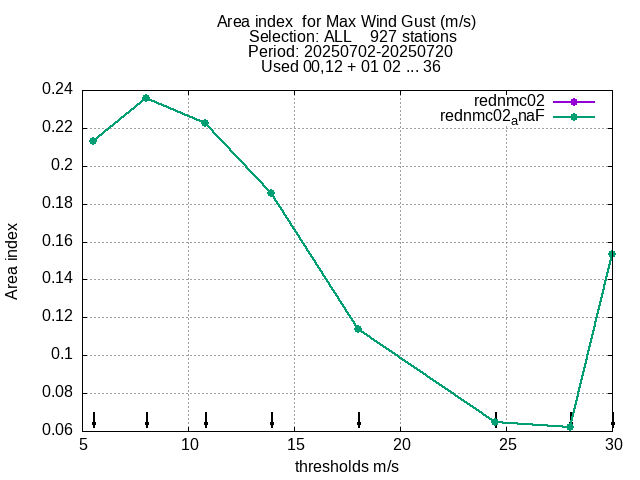 Area index  for Max Wind Gust (m/s)
Selection: ALL    927 stations
Period: 20250702-20250720
Used 00,12 + 01 02 ... 36
rednmc02
rednmc02anaF
0.24
0.22
0.2
0.18
0.16
0.14
0.12
0.1
0.08
0.06
Area index
5 10 15 20 25 30
thresholds m/s